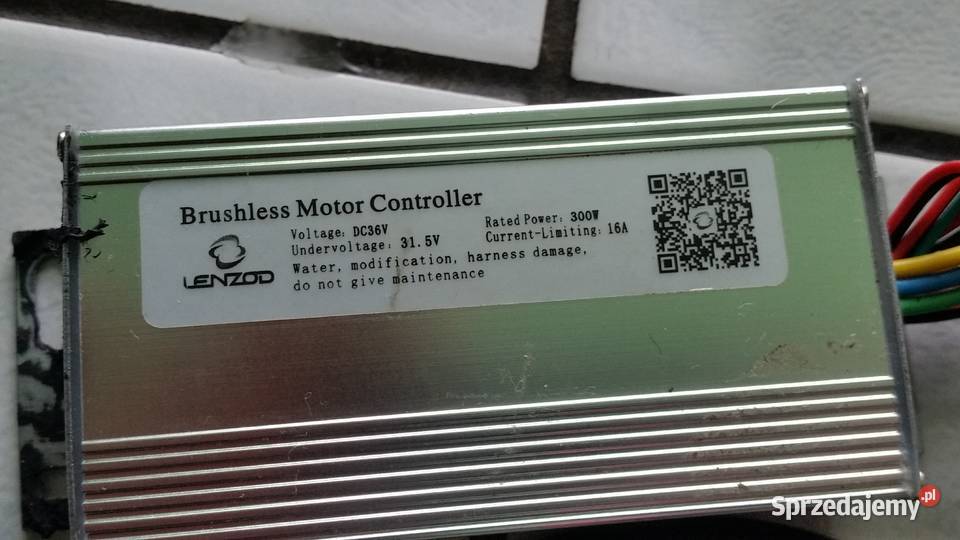 Brushless Motor Controller
LENZOD
Voltage: DC36V
Rated Power: 300W
Undervoltage: 31.5V
Current-Limiting: 16A
Water, modification, harness damage,
do not give maintenance
Sprzedajemy.pl